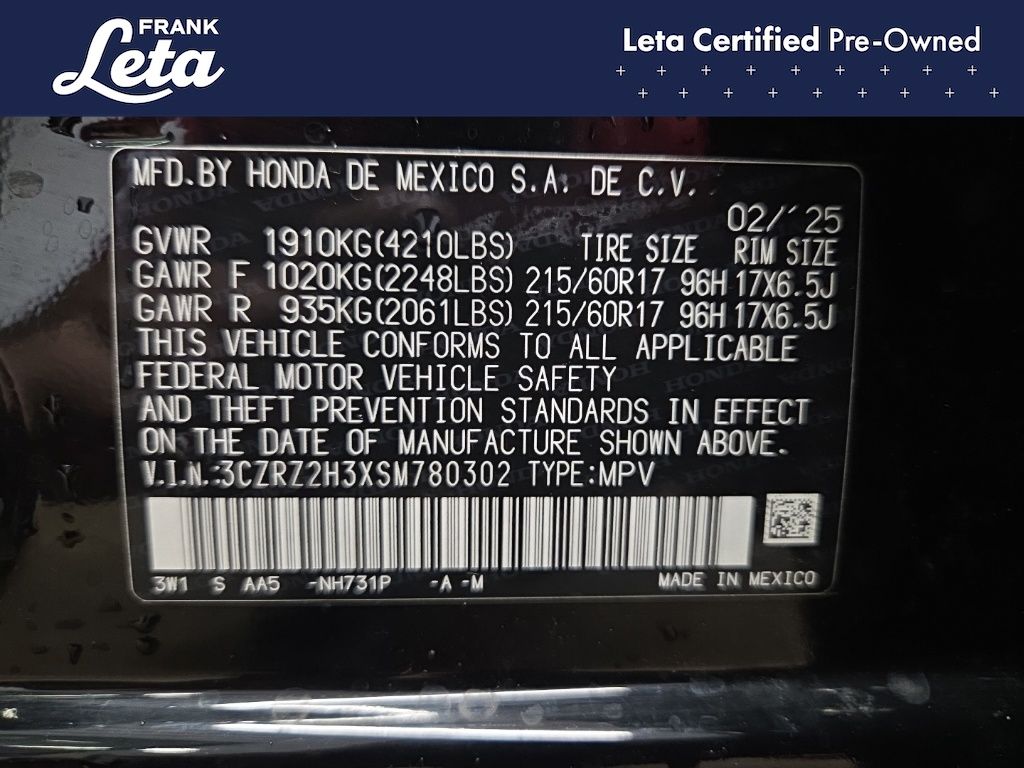 FRANK
Leta
Leta Certified Pre-Owned
MFD.BY HONDA DE MEXICO S.A. DE C.V.
02/'25
GVWR 1910KG(4210LBS) TIRE SIZE RIM SIZE
GAWR F 1020KG(2248LBS) 215/60R17 96H 17X6.5J
GAWR R 935KG(2061LBS) 215/60R17 96H 17X6.5J
THIS VEHICLE CONFORMS TO ALL APPLICABLE
FEDERAL MOTOR VEHICLE SAFETY
AND THEFT PREVENTION STANDARDS IN EFFECT
ON THE DATE OF MANUFACTURE SHOWN ABOVE.
V.I.N.:3CZRZ2H3XSM780302 TYPE:MPV
3W1 S AA5 -NH731P -A -M MADE IN MEXICO